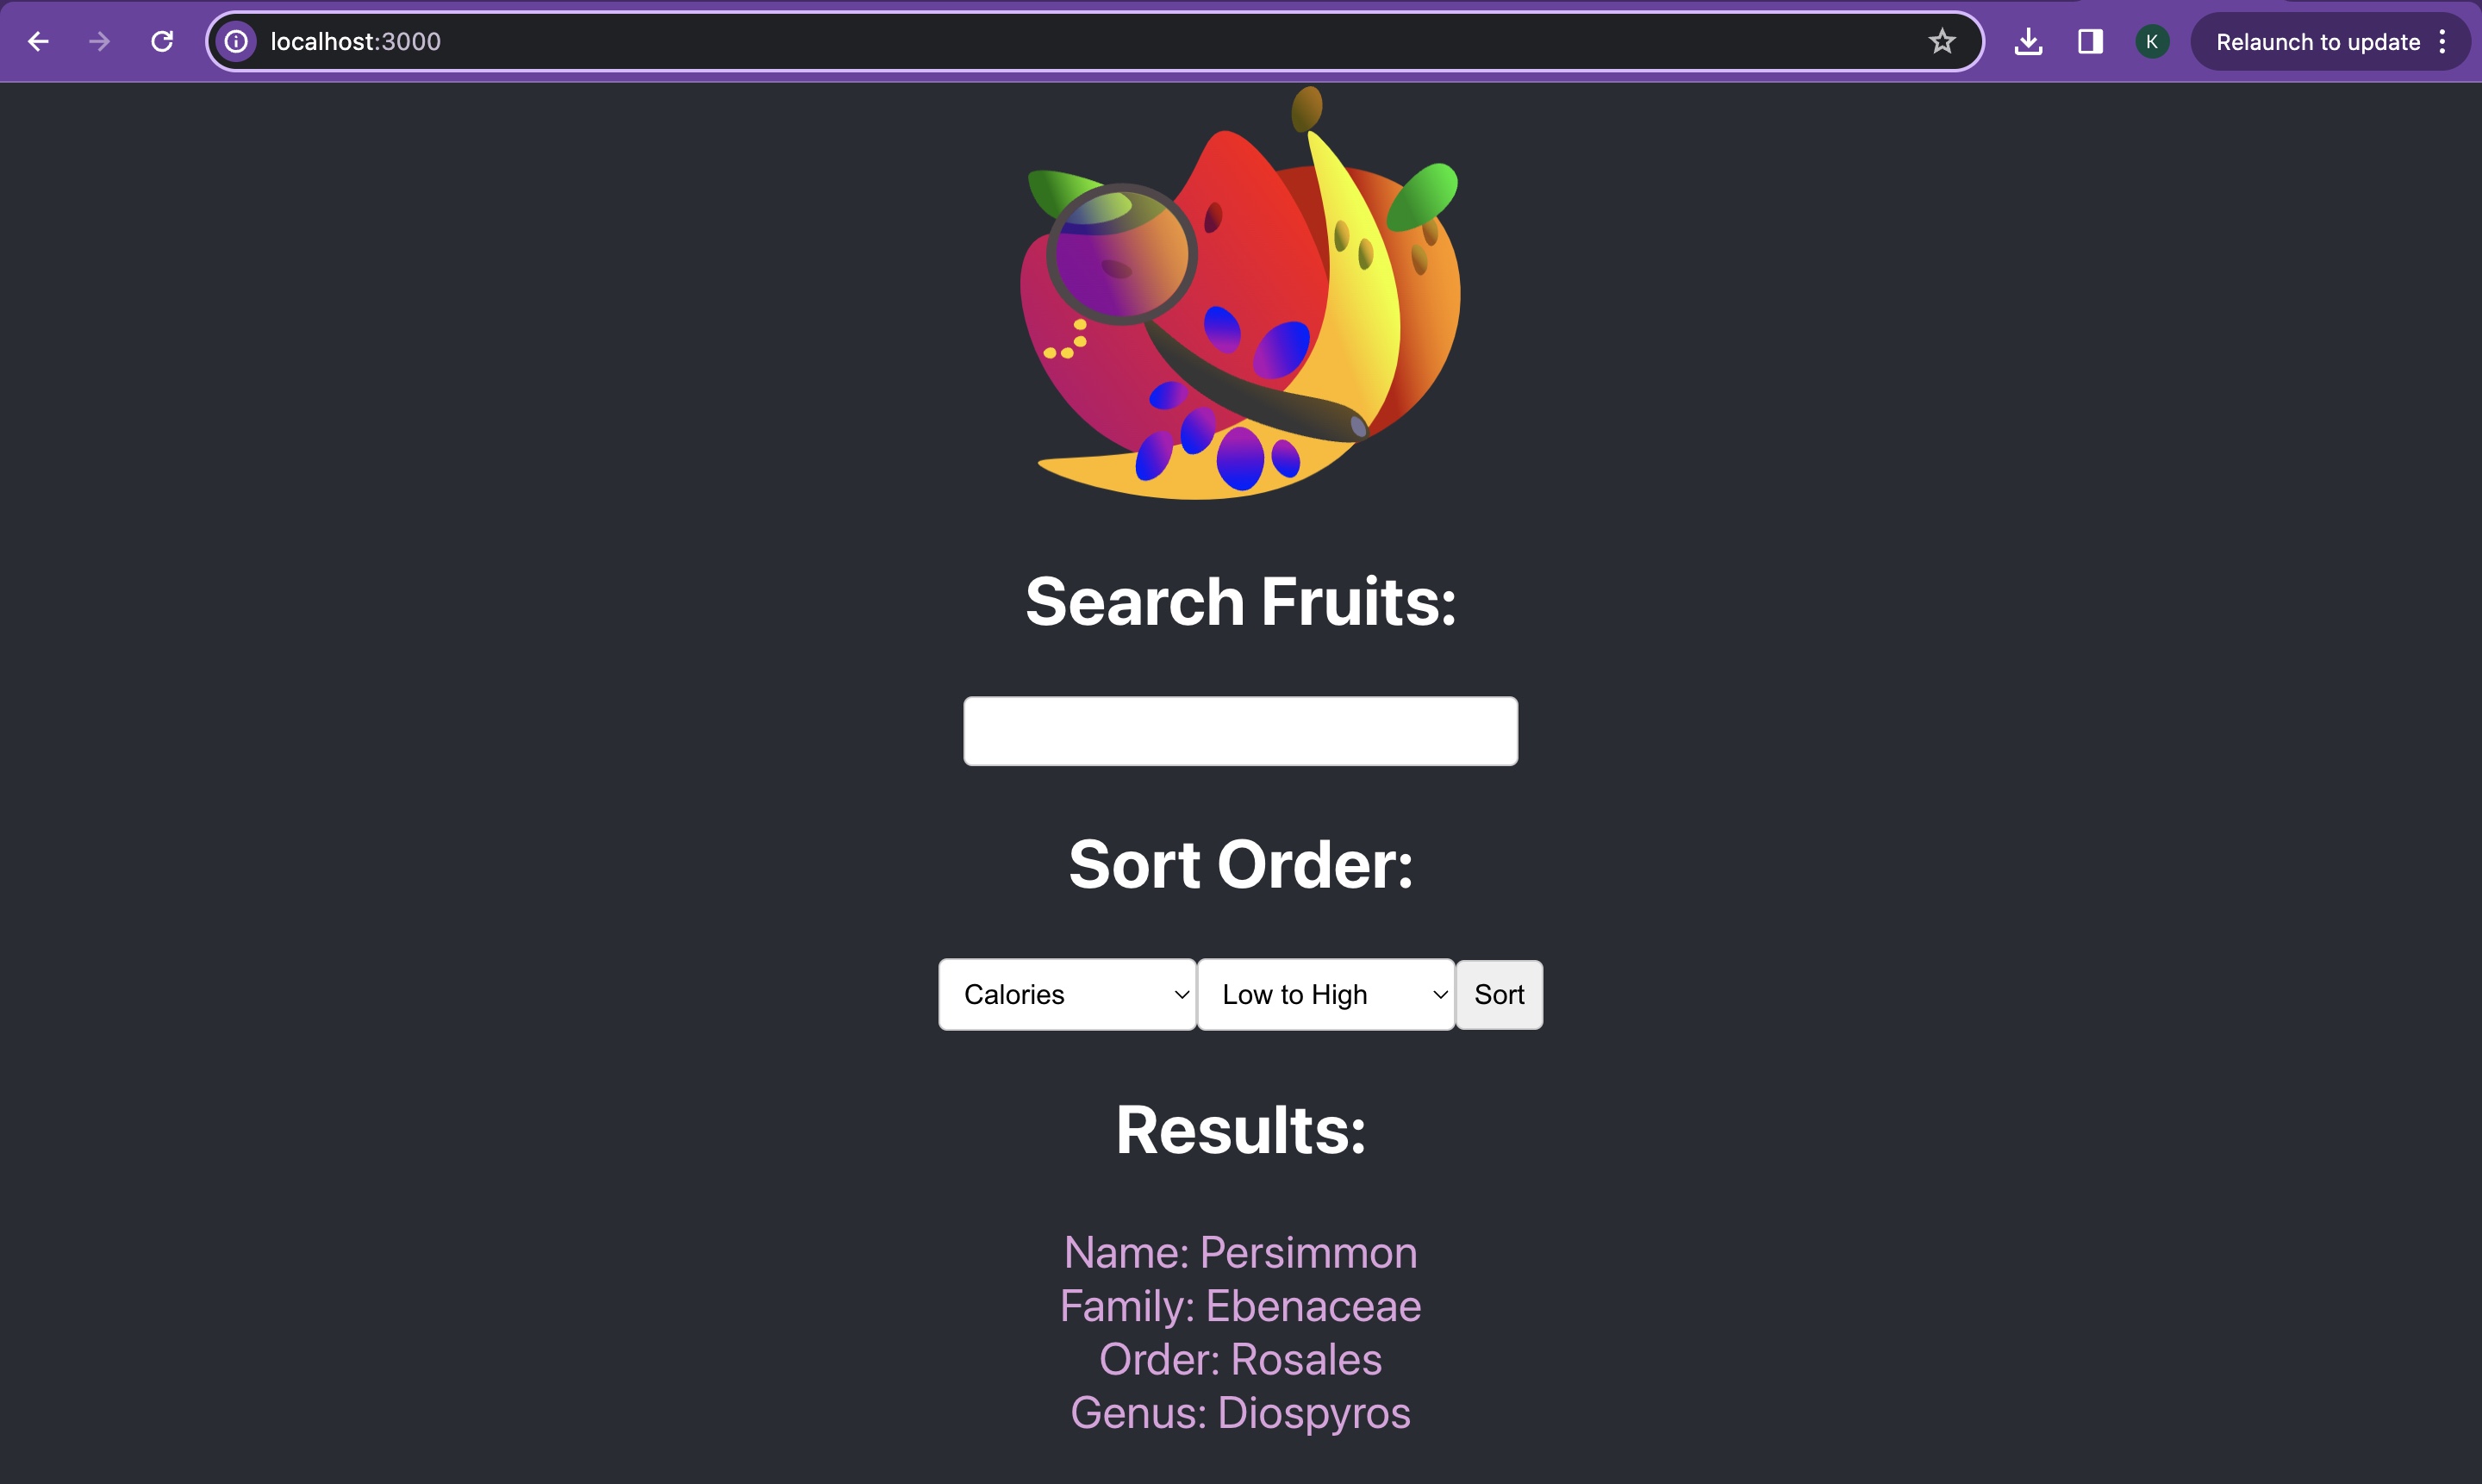 localhost:3000
K
Relaunch to update
Search Fruits:
Sort Order:
Calories Low to High Sort
Results:
Name: Persimmon
Family: Ebenaceae
Order: Rosales
Genus: Diospyros